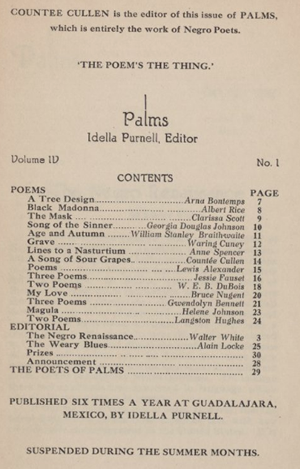 COUNTEE CULLEN is the editor of this issue of PALMS,
which is entirely the work of Negro Poets.
'THE POEM'S THE THING.'
Palms
Idella Purnell, Editor
Volume IV No. 1
CONTENTS
POEMS PAGE
A Tree Design Arna Bontemps 7
Black Madonna Albert Rice 8
The Mask Clarissa Scott 9
Song of the Sinner Georgia Douglas Johnson 10
Age and Autumn William Stanley Braithwaite 11
Grave Waring Cuney 12
Lines to a Nasturtium Anne Spencer 13
A Song of Sour Grapes Countée Cullen 14
Poems Lewis Alexander 15
Three Poems Jessie Fauset 16
Two Poems W. E. B. DuBois 18
My Love Bruce Nugent 20
Three Poems Gwendolyn Bennett 21
Magula Helene Johnson 23
Two Poems Langston Hughes 24
EDITORIAL
The Negro Renaissance Walter White 3
The Weary Blues Alain Locke 25
Prizes 30
Announcement 28
THE POETS OF PALMS 29
PUBLISHED SIX TIMES A YEAR AT GUADALAJARA,
MEXICO, BY IDELLA PURNELL.
SUSPENDED DURING THE SUMMER MONTHS.